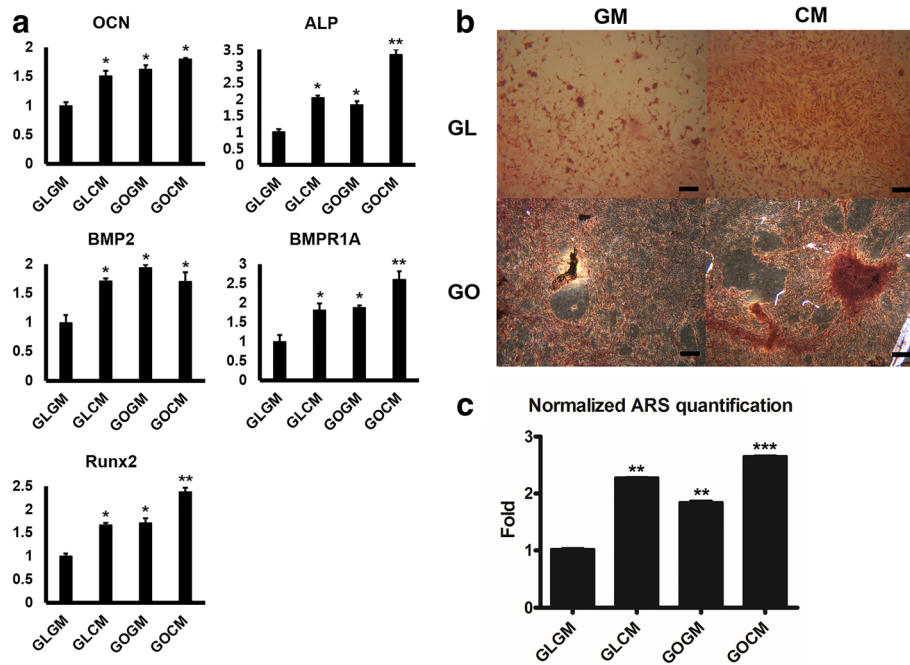 a
OCN
2
1.5
1
0.5
0
*
*
*
GLGM
GLCM
GOGM
GOCM
ALP
3.5
3
2.5
2
1.5
1
0.5
0
*
*
**
GLGM
GLCM
GOGM
GOCM
BMP2
2
1.5
1
0.5
0
*
*
*
GLGM
GLCM
GOGM
GOCM
BMPR1A
3
2.5
2
1.5
1
0.5
0
*
*
**
GLGM
GLCM
GOGM
GOCM
Runx2
2.5
2
1.5
1
0.5
0
*
*
**
GLGM
GLCM
GOGM
GOCM
b
GM CM
GL
GO
c
Normalized ARS quantification
Fold
3
2
1
0
**
**
***
GLGM
GLCM
GOGM
GOCM